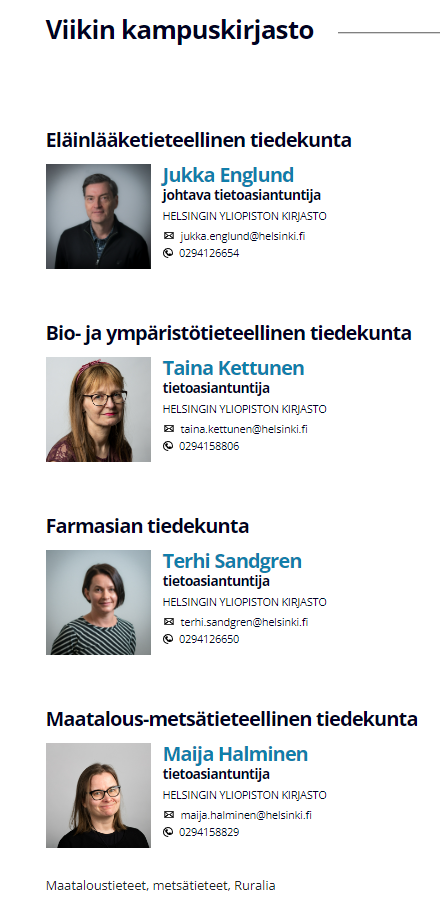 Viikin kampuskirjasto
Eläinlääketieteellinen tiedekunta
Jukka Englund
johtava tietoasiantuntija
HELSINGIN YLIOPISTON KIRJASTO
jukka.englund@helsinki.fi
0294126654
Bio- ja ympäristötieteellinen tiedekunta
Taina Kettunen
tietoasiantuntija
HELSINGIN YLIOPISTON KIRJASTO
taina.kettunen@helsinki.fi
0294158806
Farmasian tiedekunta
Terhi Sandgren
tietoasiantuntija
HELSINGIN YLIOPISTON KIRJASTO
terhi.sandgren@helsinki.fi
0294126650
Maatalous-metsätieteellinen tiedekunta
Maija Halminen
tietoasiantuntija
HELSINGIN YLIOPISTON KIRJASTO
maija.halminen@helsinki.fi
0294158829
Maataloustieteet, metsätieteet, Ruralia